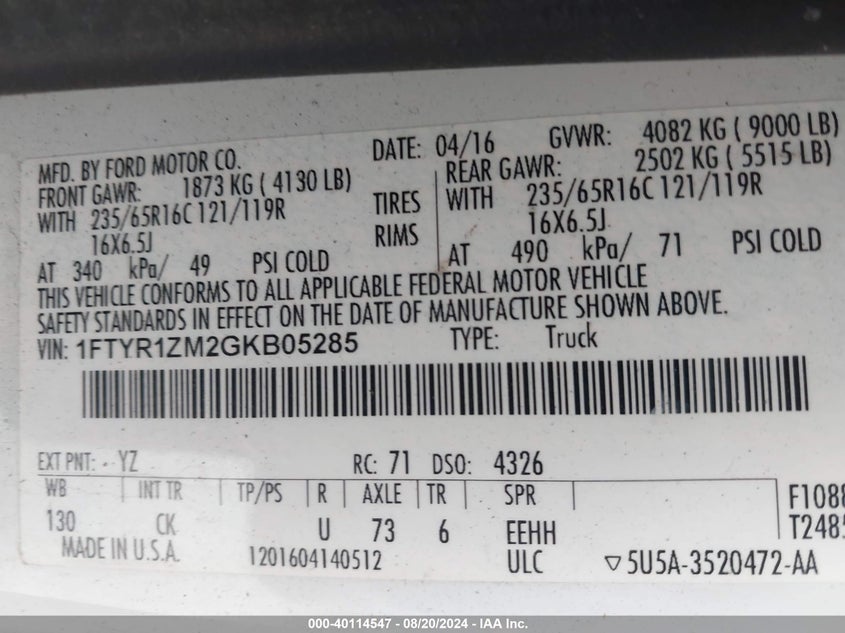 MFD. BY FORD MOTOR CO. DATE: 04/16 GVWR: 4082 KG ( 9000 LB)
FRONT GAWR: 1873 KG ( 4130 LB) REAR GAWR: 2502 KG ( 5515 LB)
WITH 235/65R16C 121/119R TIRES WITH 235/65R16C 121/119R
16X6.5J RIMS 16X6.5J
AT 340 kPa/ 49 PSI COLD AT 490 kPa/ 71 PSI COLD
THIS VEHICLE CONFORMS TO ALL APPLICABLE FEDERAL MOTOR VEHICLE
SAFETY STANDARDS IN EFFECT ON THE DATE OF MANUFACTURE SHOWN ABOVE.
VIN: 1FTYR1ZM2GKB05285 TYPE: Truck
EXT PNT: YZ RC: 71 DSO: 4326
WB INT TR TP/PS R AXLE TR SPR F1088
130 CK U 73 6 EEHH T2485
MADE IN U.S.A. 1201604140512 ULC ▽5U5A-3520472-AA
000-40114547 - 08/20/2024 - IAA Inc.